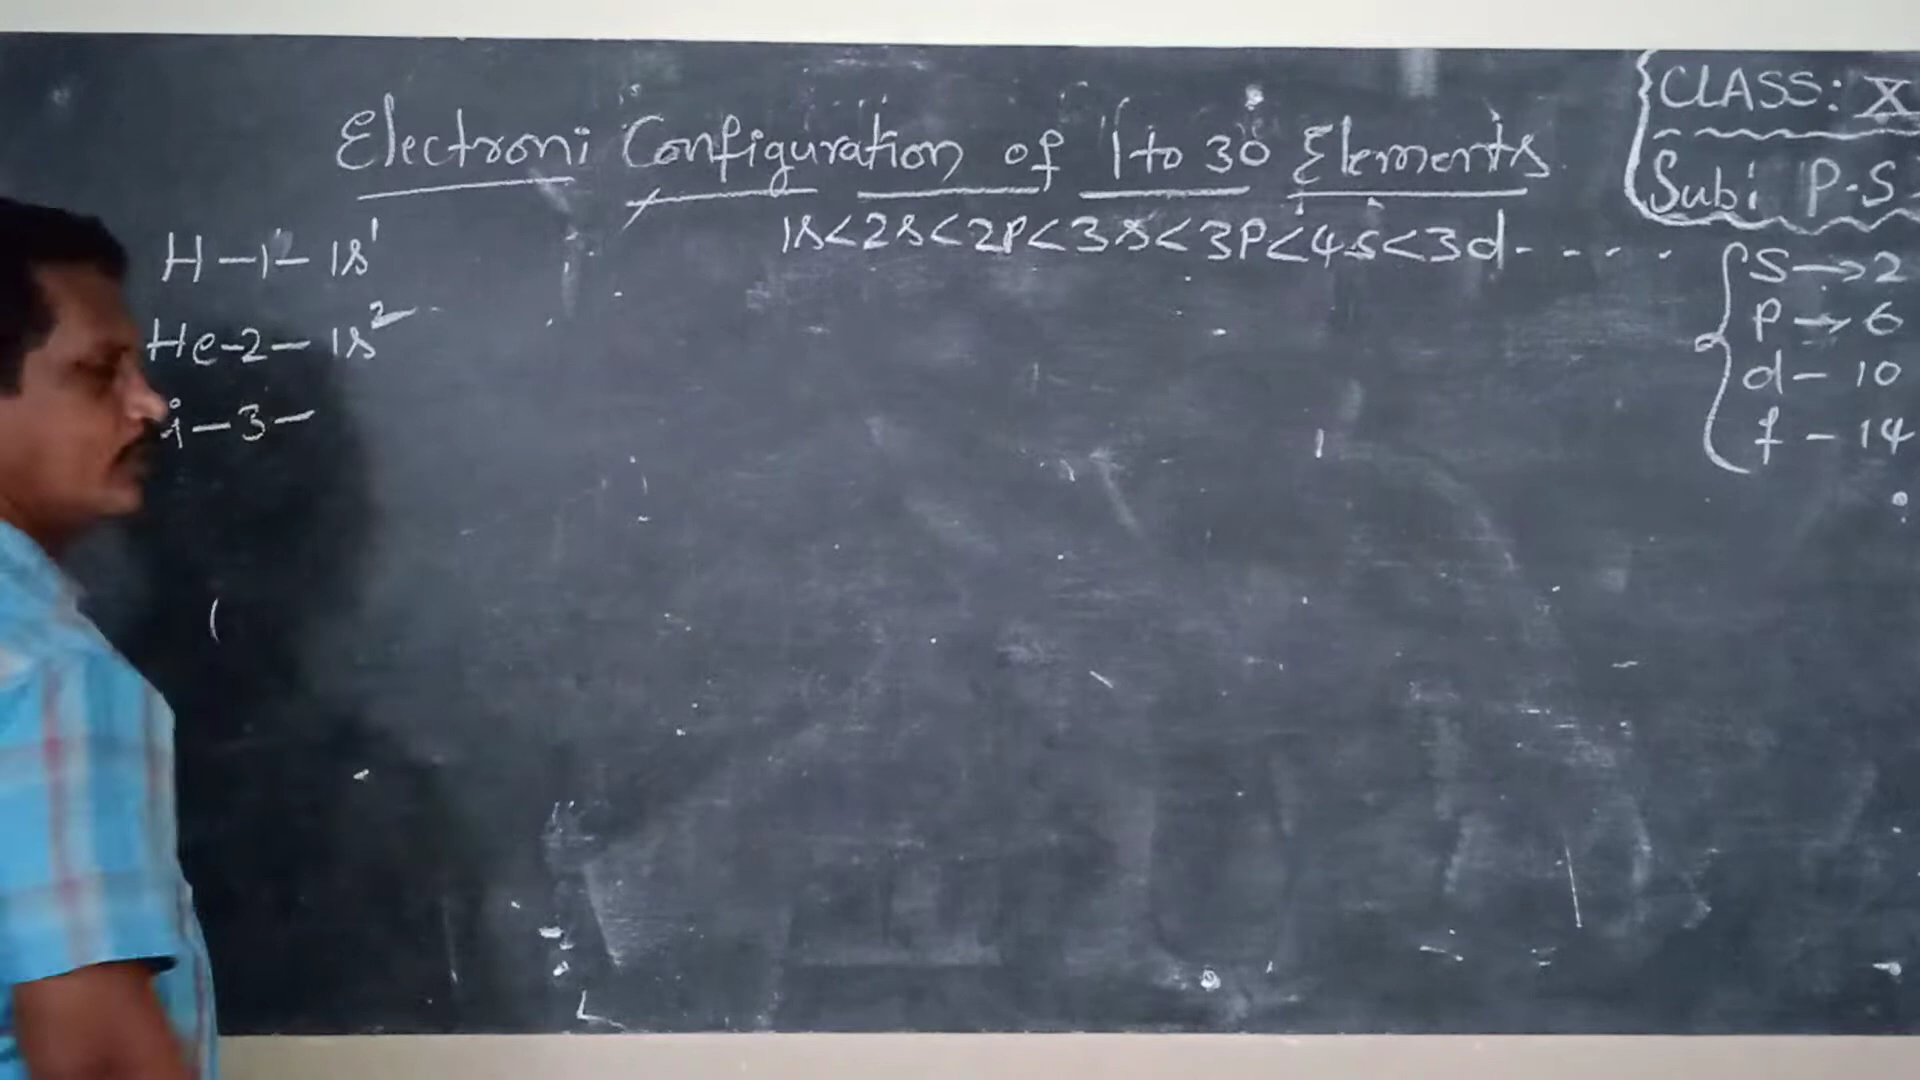 Electroni Configuration of 1 to 30 Elements
CLASS: X
Sub: P.S
1s<2s<2p<3s<3p<4s<3d- - - - .
H-1-1s¹
He-2-1s²
i-3-
S→2
p→6
d-10
f-14